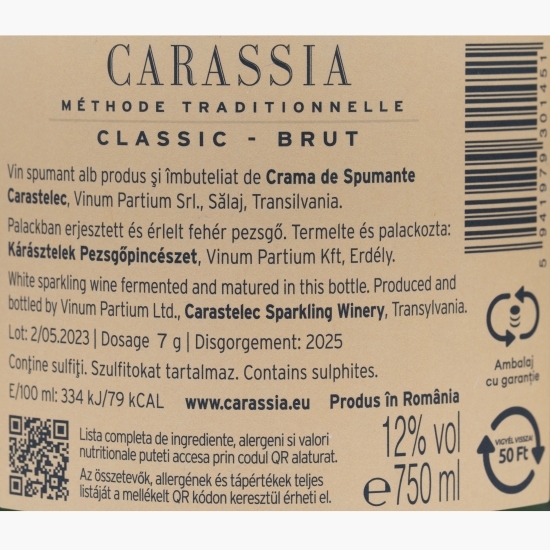 CARASSIA
MÉTHODE TRADITIONNELLE
CLASSIC - BRUT
Vin spumant alb produs și îmbuteliat de Crama de Spumante
Carastelec, Vinum Partium Srl., Sălaj, Transilvania.
Palackban erjesztett és érlelt fehér pezsgő. Termelte és palackozta:
Kárásztelek Pezsgőpincészet, Vinum Partium Kft, Erdély.
White sparkling wine fermented and matured in this bottle. Produced and
bottled by Vinum Partium Ltd., Carastelec Sparkling Winery, Transylvania.
Lot: 2/05.2023 | Dosage 7 g | Disgorgement: 2025
Conține sulfiți. Szulfitokat tartalmaz. Contains sulphites.
E/100 ml: 334 kJ/79 kCAL www.carassia.eu Produs în România
Lista completa de ingrediente, alergeni si valori
nutritionale puteti accesa prin codul QR alaturat.
Az összetevők, allergének és tápértékek teljes
listáját a mellékelt QR kódon keresztül érheti el.
12% vol
e750 ml
5 941979 301451
Ambalaj
cu garanție
VIGYÉL VISSZA!
50 Ft